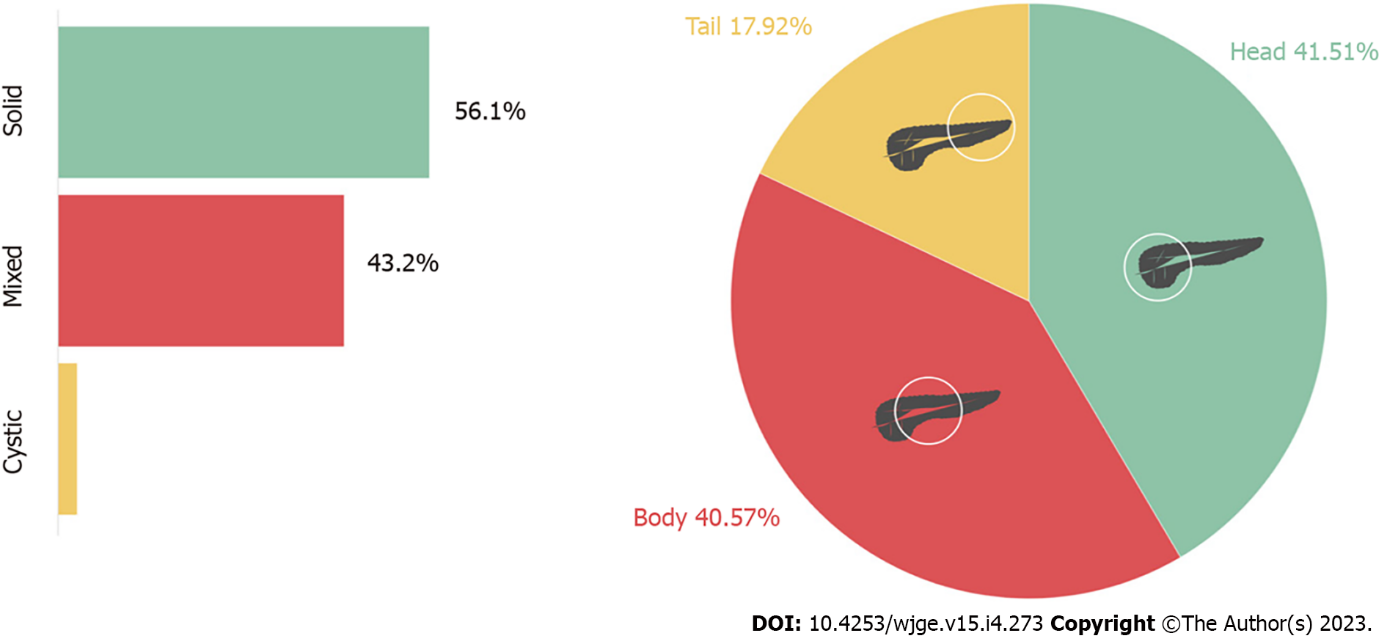 Solid
56.1%
Mixed
43.2%
Cystic
Tail 17.92%
Head 41.51%
Body 40.57%
DOI: 10.4253/wjge.v15.i4.273 Copyright ©The Author(s) 2023.